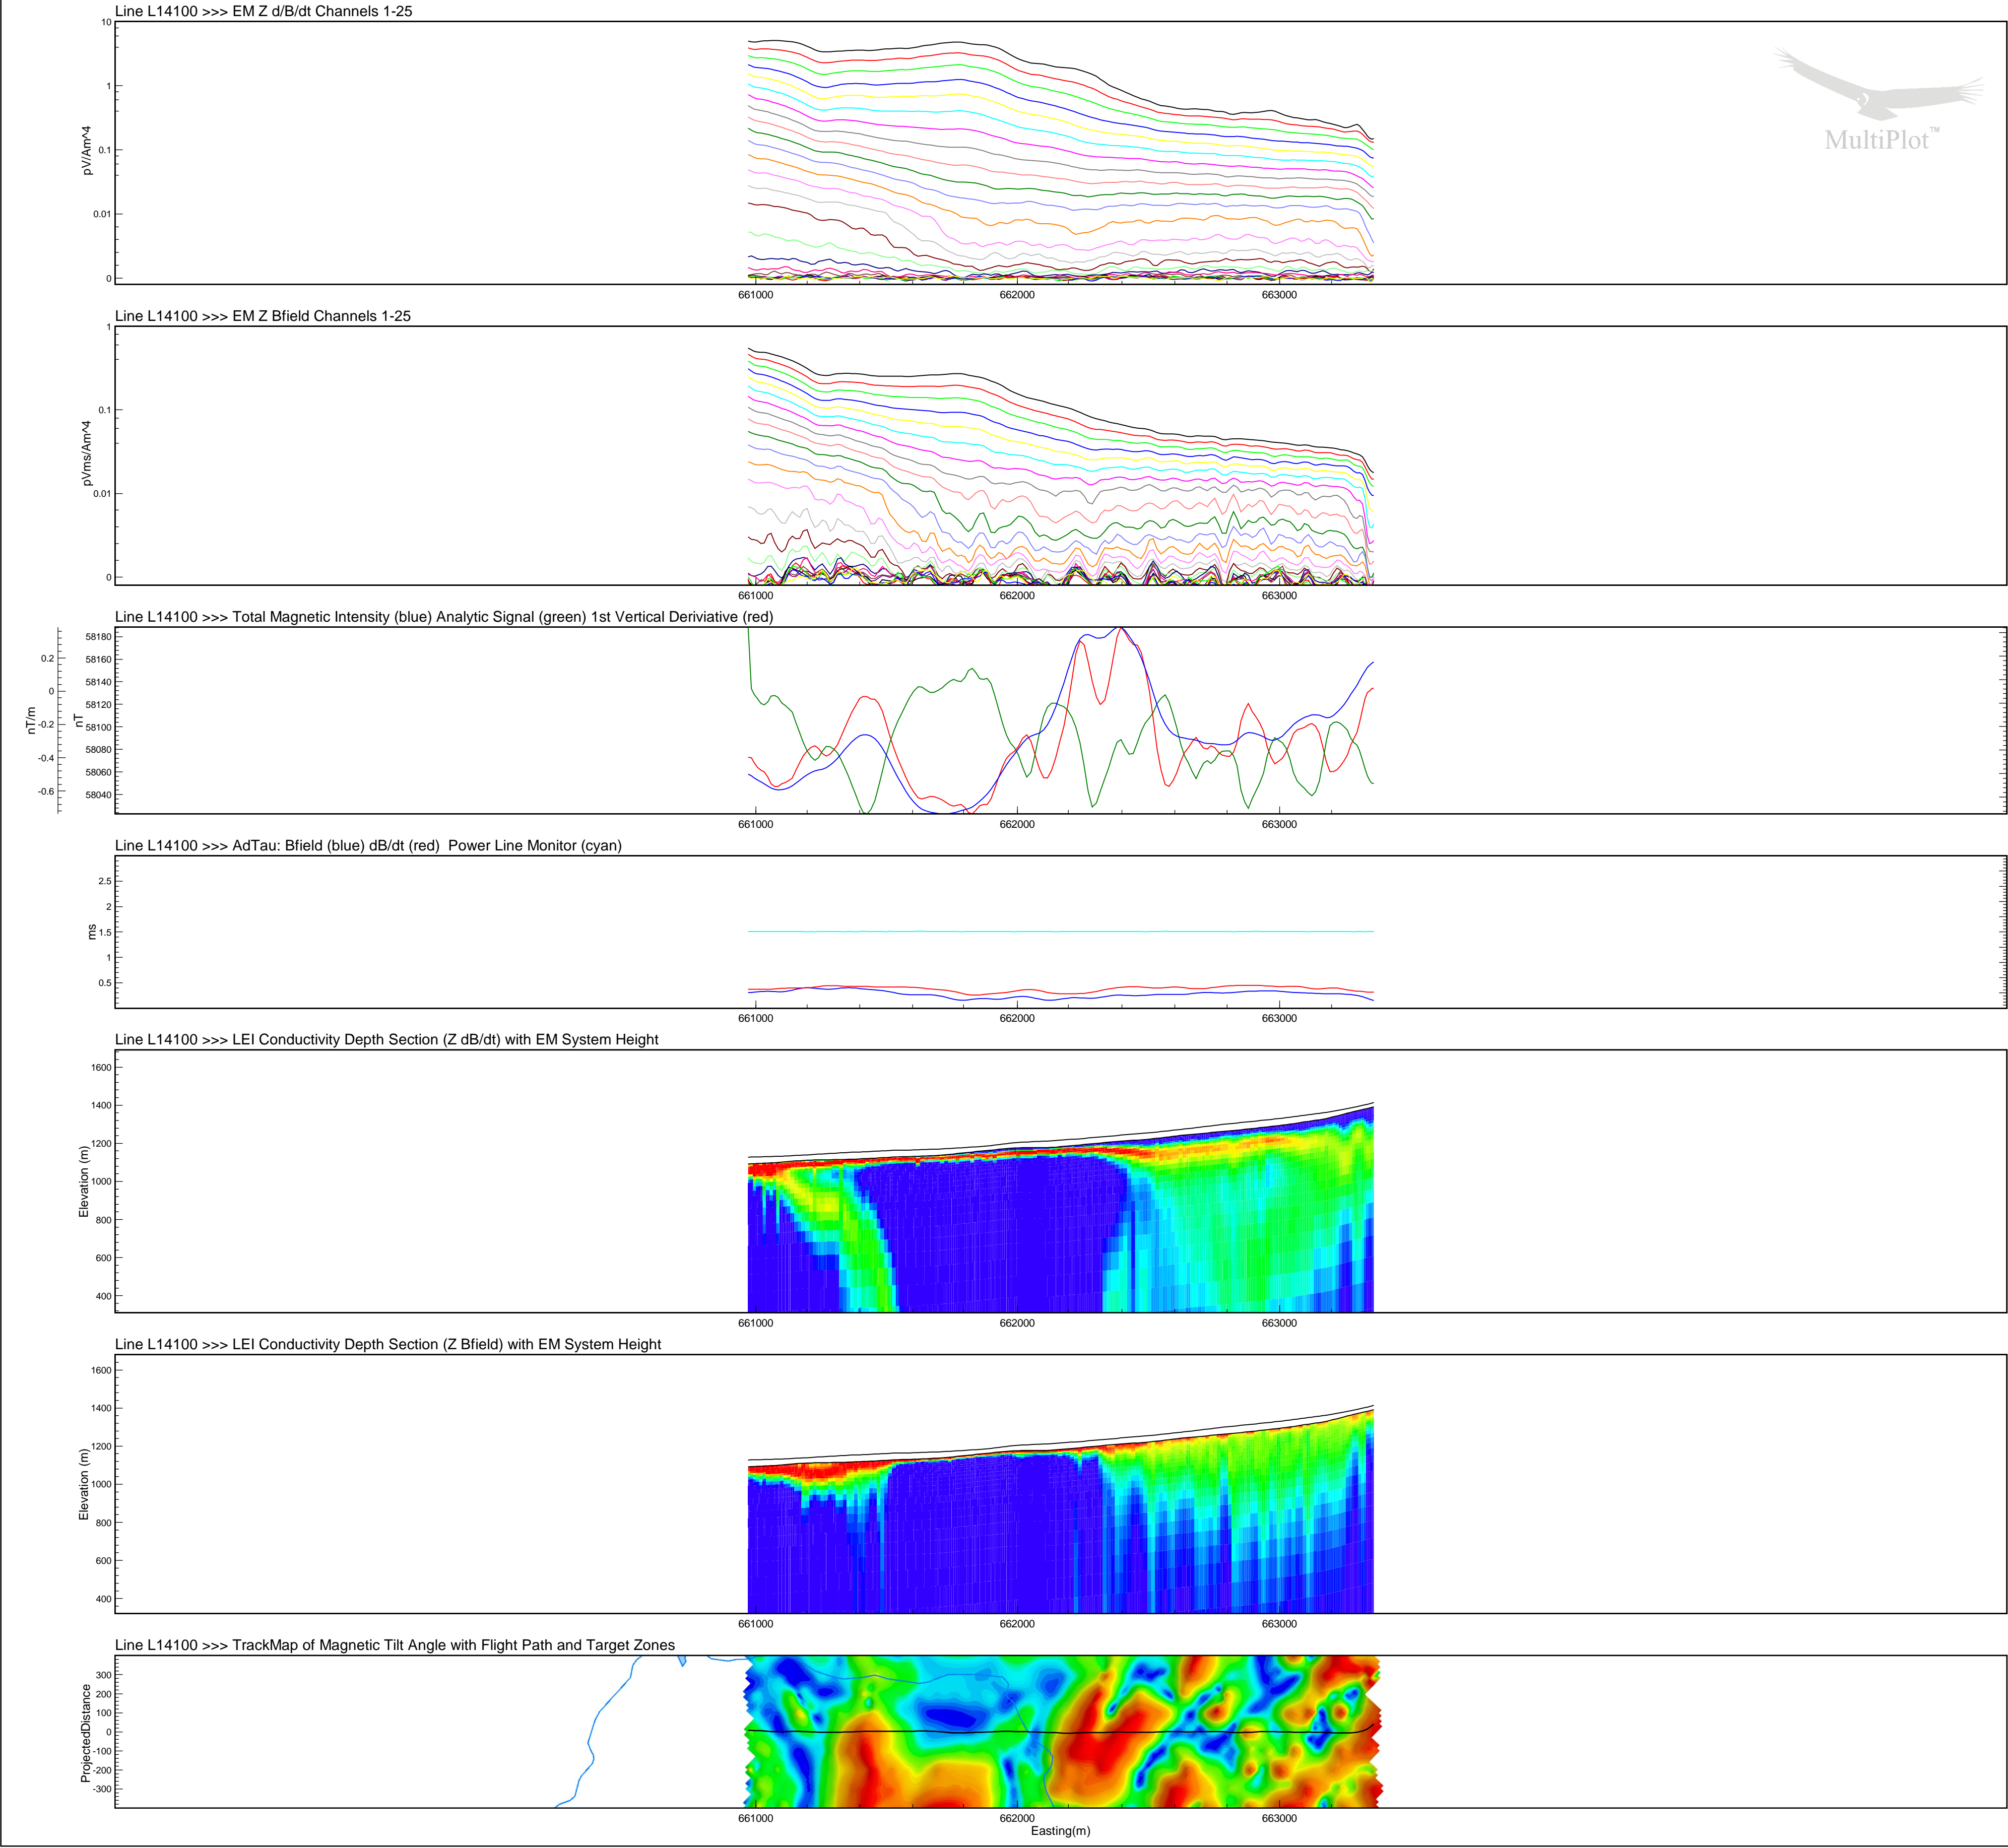 Line L14100 >>> EM Z d/B/dt Channels 1-25
10
1
0.1
0.01
0
pV/Am^4
661000 662000 663000
MultiPlot™
Line L14100 >>> EM Z Bfield Channels 1-25
1
0.1
0.01
0
pVms/Am^4
661000 662000 663000
Line L14100 >>> Total Magnetic Intensity (blue) Analytic Signal (green) 1st Vertical Deriviative (red)
0.2
0
-0.2
-0.4
-0.6
nT/m
58180
58160
58140
58120
58100
58080
58060
58040
nT
661000 662000 663000
Line L14100 >>> AdTau: Bfield (blue) dB/dt (red) Power Line Monitor (cyan)
2.5
2
1.5
1
0.5
ms
661000 662000 663000
Line L14100 >>> LEI Conductivity Depth Section (Z dB/dt) with EM System Height
1600
1400
1200
1000
800
600
400
Elevation (m)
661000 662000 663000
Line L14100 >>> LEI Conductivity Depth Section (Z Bfield) with EM System Height
1600
1400
1200
1000
800
600
400
Elevation (m)
661000 662000 663000
Line L14100 >>> TrackMap of Magnetic Tilt Angle with Flight Path and Target Zones
300
200
100
0
-100
-200
-300
ProjectedDistance
661000 662000 663000
Easting(m)